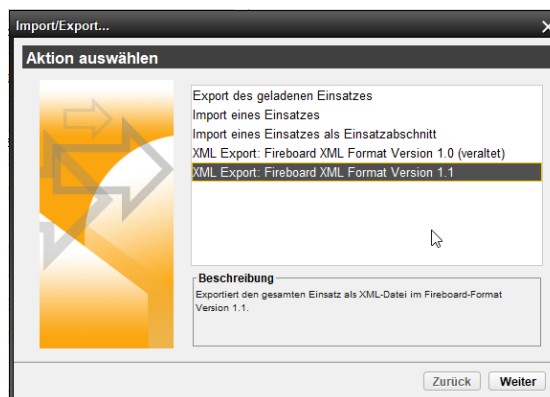 Import/Export...
Aktion auswählen
Export des geladenen Einsatzes
Import eines Einsatzes
Import eines Einsatzes als Einsatzabschnitt
XML Export: Fireboard XML Format Version 1.0 (veraltet)
XML Export: Fireboard XML Format Version 1.1
Beschreibung
Exportiert den gesamten Einsatz als XML-Datei im Fireboard-Format
Version 1.1.
Zurück Weiter